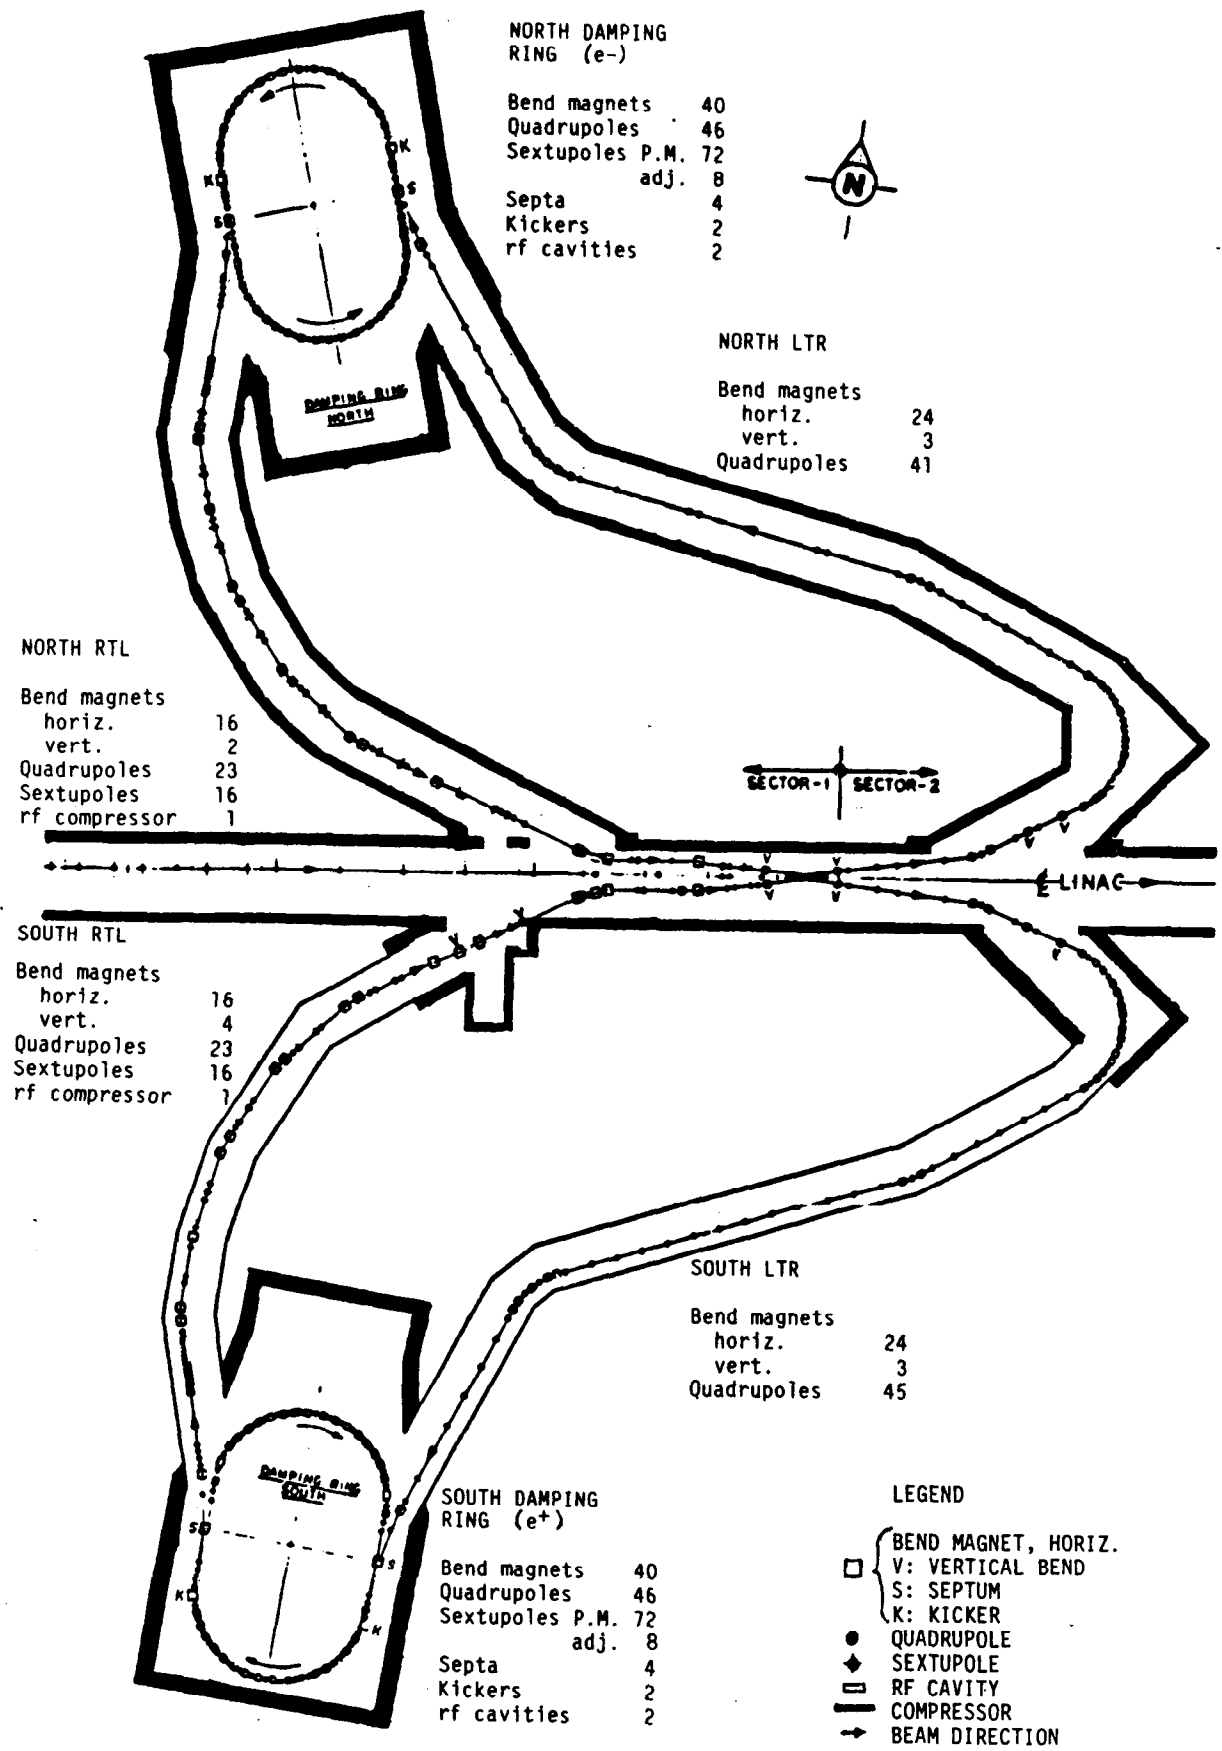 NORTH DAMPING
RING (e-)
Bend magnets 40
Quadrupoles 46
Sextupoles P.M. 72
adj. 8
Septa 4
Kickers 2
rf cavities 2
N
K
K
S
S
DAMPING RING
NORTH
NORTH LTR
Bend magnets
horiz. 24
vert. 3
Quadrupoles 41
NORTH RTL
Bend magnets
horiz. 16
vert. 2
Quadrupoles 23
Sextupoles 16
rf compressor 1
SECTOR-1 SECTOR-2
V
V
V
V
V
V
℄ LINAC
SOUTH RTL
Bend magnets
horiz. 16
vert. 4
Quadrupoles 23
Sextupoles 16
rf compressor 1
V
V
SOUTH LTR
Bend magnets
horiz. 24
vert. 3
Quadrupoles 45
DAMPING RING
SOUTH
S
S
K
K
SOUTH DAMPING
RING (e+)
Bend magnets 40
Quadrupoles 46
Sextupoles P.M. 72
adj. 8
Septa 4
Kickers 2
rf cavities 2
LEGEND
BEND MAGNET, HORIZ.
V: VERTICAL BEND
S: SEPTUM
K: KICKER
QUADRUPOLE
SEXTUPOLE
RF CAVITY
COMPRESSOR
BEAM DIRECTION